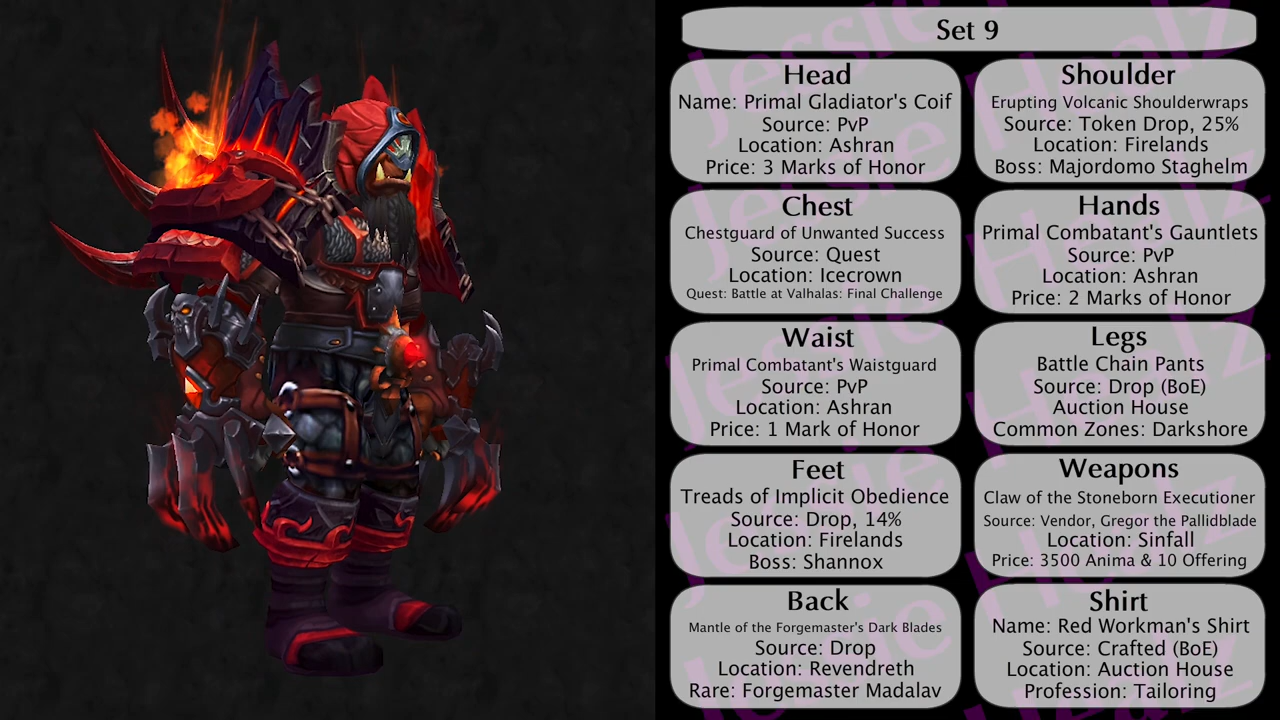 Set 9
Head
Name: Primal Gladiator's Coif
Source: PvP
Location: Ashran
Price: 3 Marks of Honor
Shoulder
Erupting Volcanic Shoulderwraps
Source: Token Drop, 25%
Location: Firelands
Boss: Majordomo Staghelm
Chest
Chestguard of Unwanted Success
Source: Quest
Location: Icecrown
Quest: Battle at Valhalas: Final Challenge
Hands
Primal Combatant's Gauntlets
Source: PvP
Location: Ashran
Price: 2 Marks of Honor
Waist
Primal Combatant's Waistguard
Source: PvP
Location: Ashran
Price: 1 Mark of Honor
Legs
Battle Chain Pants
Source: Drop (BoE)
Auction House
Common Zones: Darkshore
Feet
Treads of Implicit Obedience
Source: Drop, 14%
Location: Firelands
Boss: Shannox
Weapons
Claw of the Stoneborn Executioner
Source: Vendor, Gregor the Pallidblade
Location: Sinfall
Price: 3500 Anima & 10 Offering
Back
Mantle of the Forgemaster's Dark Blades
Source: Drop
Location: Revendreth
Rare: Forgemaster Madalav
Shirt
Name: Red Workman's Shirt
Source: Crafted (BoE)
Location: Auction House
Profession: Tailoring